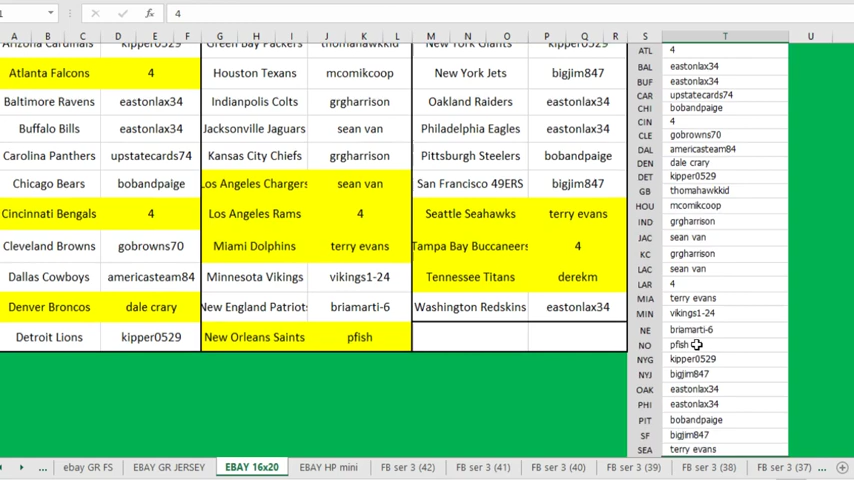 1 4
A B C D E F G H I J K L M N O P Q R S T U V
Arizona Cardinals kipper0529 Green Bay Packers thomahawkkid New York Giants kipper0529 ATL 4
Atlanta Falcons 4 Houston Texans mcomikcoop New York Jets bigjim847 BAL eastonlax34
BUF eastonlax34
Baltimore Ravens eastonlax34 Indianpolis Colts grgharrison Oakland Raiders eastonlax34 CAR upstatecards74
CHI bobandpaige
Buffalo Bills eastonlax34 Jacksonville Jaguars sean van Philadelphia Eagles eastonlax34 CIN 4
CLE gobrowns70
Carolina Panthers upstatecards74 Kansas City Chiefs grgharrison Pittsburgh Steelers bobandpaige DAL americasteam84
DEN dale crary
Chicago Bears bobandpaige Los Angeles Chargers sean van San Francisco 49ERS bigjim847 DET kipper0529
GB thomahawkkid
HOU mcomikcoop
Cincinnati Bengals 4 Los Angeles Rams 4 Seattle Seahawks terry evans IND grgharrison
JAC sean van
Cleveland Browns gobrowns70 Miami Dolphins terry evans Tampa Bay Buccaneers 4 KC grgharrison
LAC sean van
Dallas Cowboys americasteam84 Minnesota Vikings vikings1-24 Tennessee Titans derekm LAR 4
MIA terry evans
Denver Broncos dale crary New England Patriots briamarti-6 Washington Redskins eastonlax34 MIN vikings1-24
NE briamarti-6
Detroit Lions kipper0529 New Orleans Saints pfish NO pfish
NYG kipper0529
NYJ bigjim847
OAK eastonlax34
PHI eastonlax34
PIT bobandpaige
SF bigjim847
SEA terry evans
... ebay GR FS EBAY GR JERSEY EBAY 16x20 EBAY HP mini FB ser 3 (42) FB ser 3 (41) FB ser 3 (40) FB ser 3 (39) FB ser 3 (38) FB ser 3 (37) ...